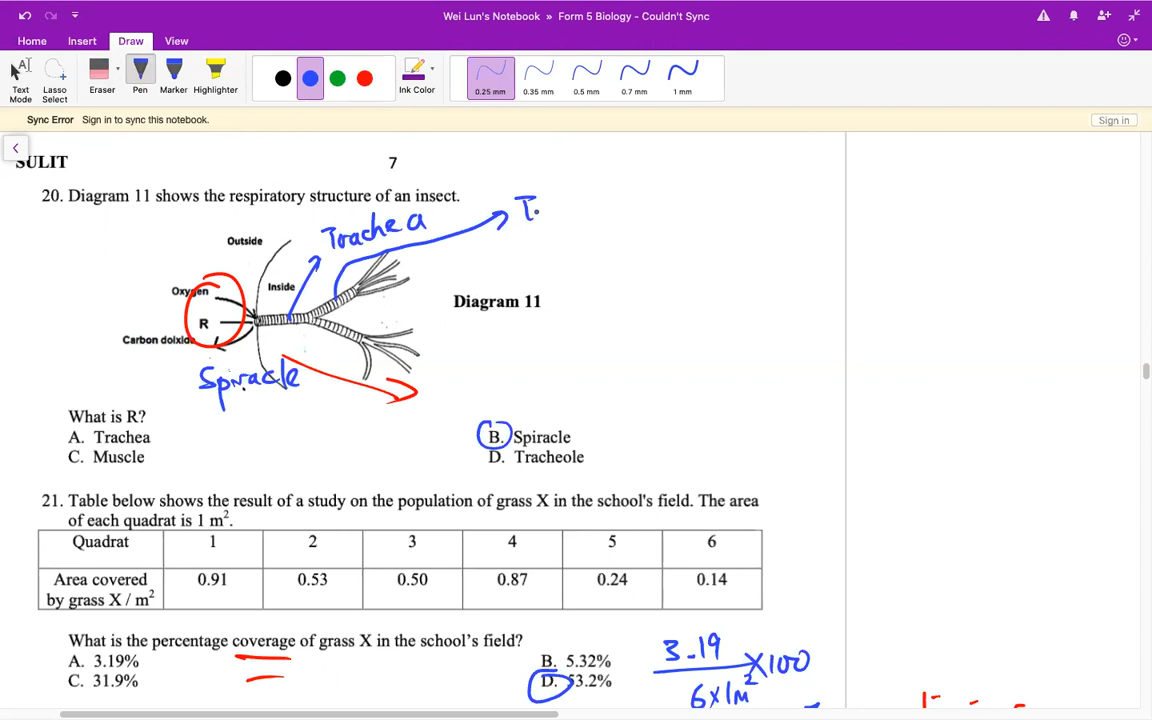 Wei Lun's Notebook » Form 5 Biology - Couldn't Sync
Home Insert Draw View
Text Mode
Lasso Select
Eraser
Pen
Marker
Highlighter
Ink Color
0.25 mm
0.35 mm
0.5 mm
0.7 mm
1 mm
Sync Error Sign in to sync this notebook.
Sign in
SULIT 7
20. Diagram 11 shows the respiratory structure of an insect.
T.
Trachea
Outside
Inside
Oxygen
R
Carbon doixide
Diagram 11
Spiracle
What is R?
A. Trachea B. Spiracle
C. Muscle D. Tracheole
21. Table below shows the result of a study on the population of grass X in the school's field. The area
of each quadrat is 1 m².
Quadrat 1 2 3 4 5 6
Area covered by grass X / m² 0.91 0.53 0.50 0.87 0.24 0.14
What is the percentage coverage of grass X in the school's field?
A. 3.19% B. 5.32%
C. 31.9% D. 53.2%
3.19
×100
6×1m²